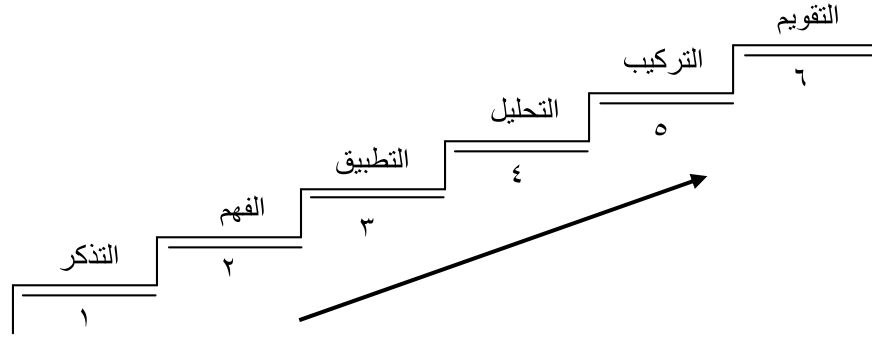 التذكر
١
الفهم
٢
التطبيق
٣
التحليل
٤
التركيب
٥
التقويم
٦